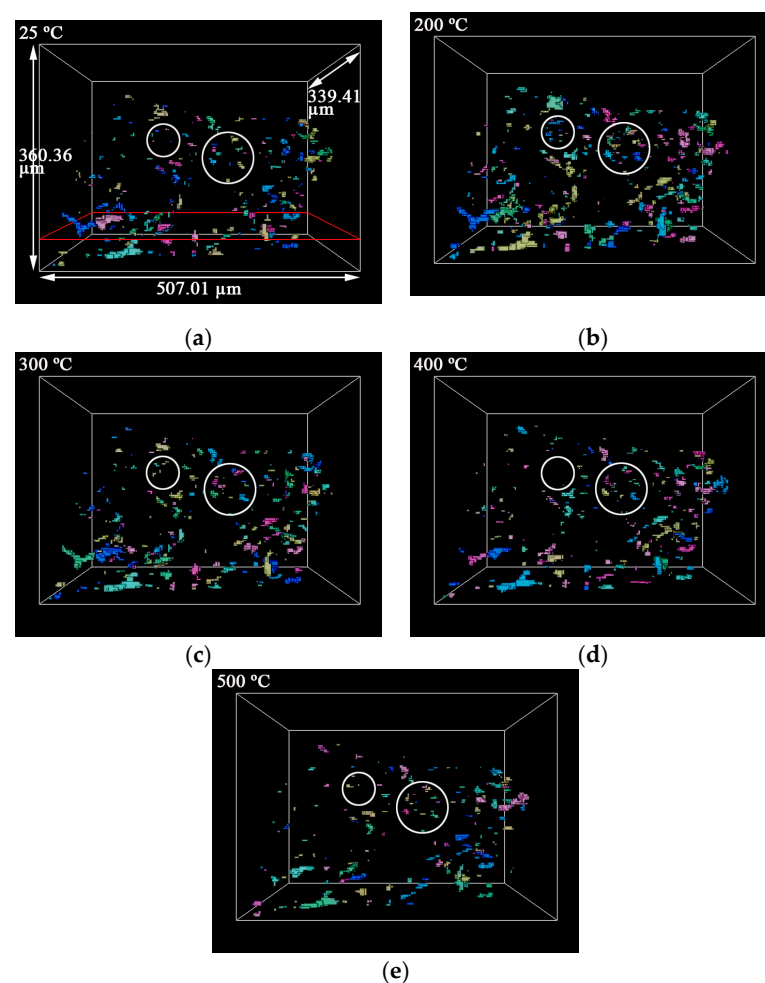 25 ºC
339.41
µm
360.36
µm
507.01 µm
(a)
200 ºC
(b)
300 ºC
(c)
400 ºC
(d)
500 ºC
(e)